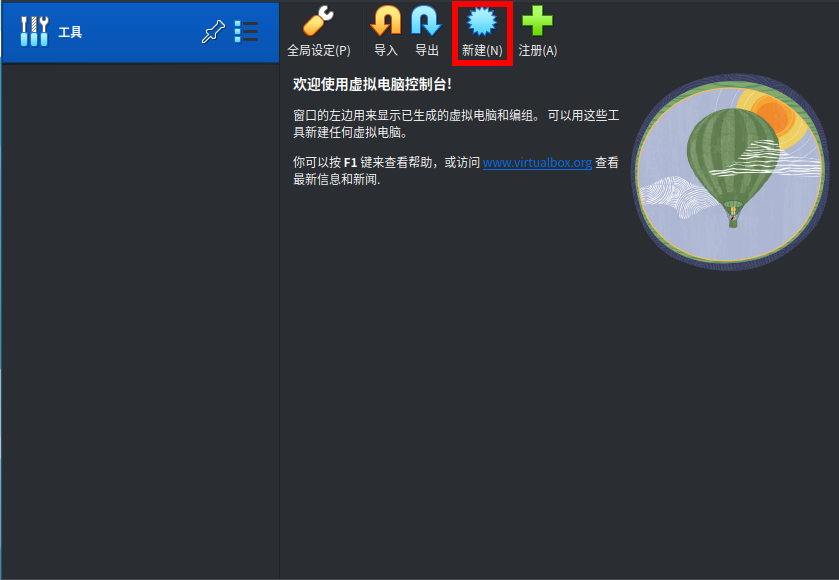 工具
全局设定(P)
导入
导出
新建(N)
注册(A)
欢迎使用虚拟电脑控制台!
窗口的左边用来显示已生成的虚拟电脑和编组。 可以用这些工
具新建任何虚拟电脑。
你可以按 F1 键来查看帮助，或访问 www.virtualbox.org 查看
最新信息和新闻.